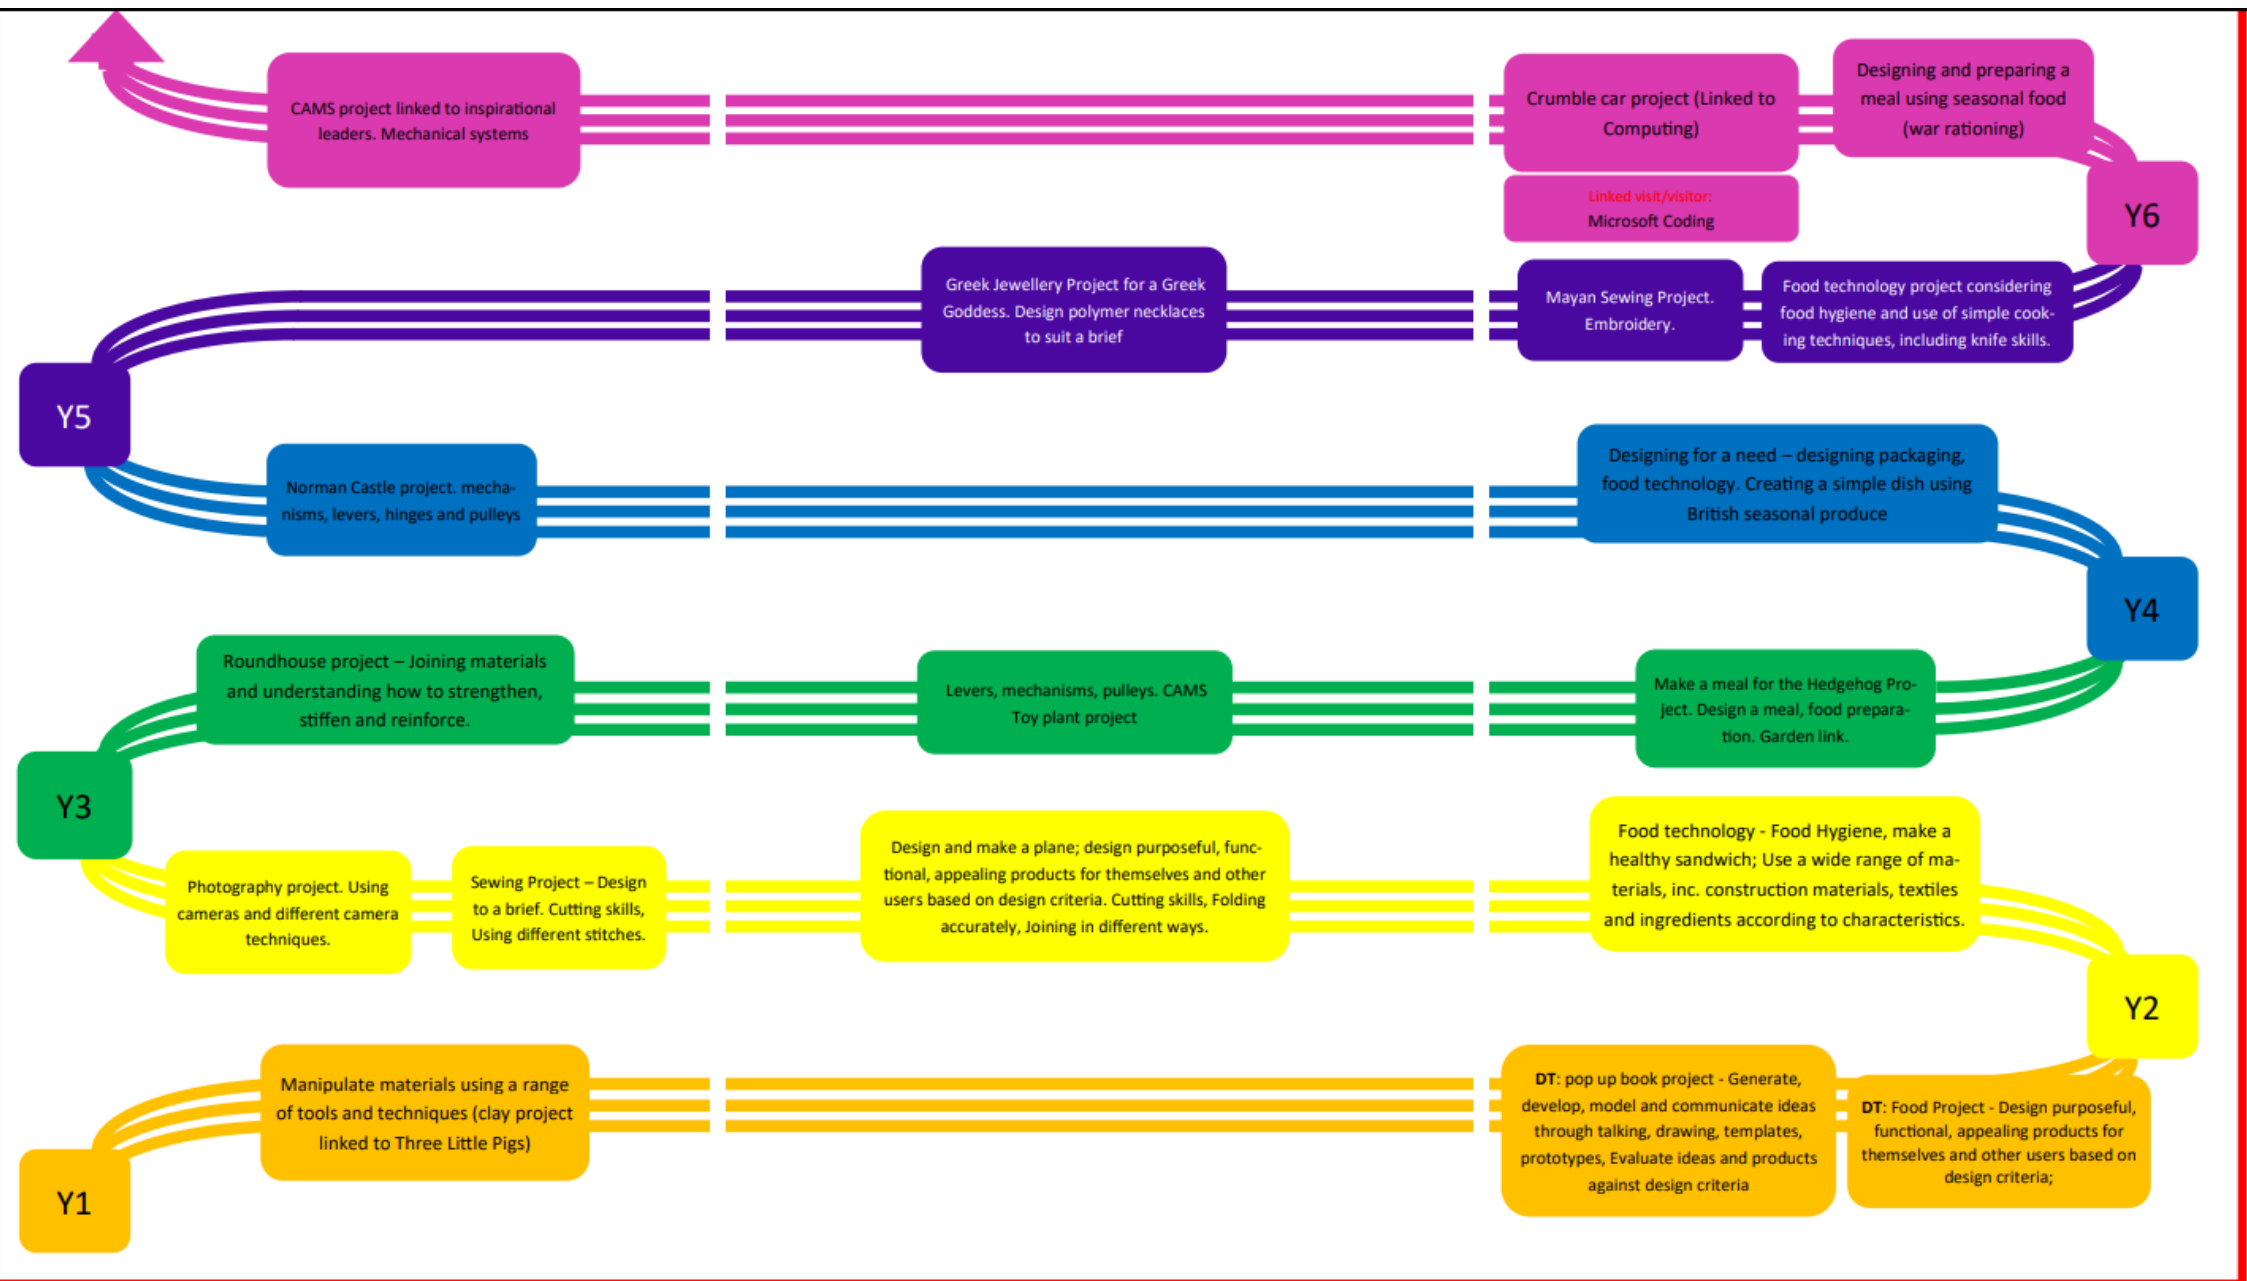 CAMS project linked to inspirational
leaders. Mechanical systems
Crumble car project (Linked to
Computing)
Designing and preparing a
meal using seasonal food
(war rationing)
Linked visit/visitor:
Microsoft Coding
Y6
Greek Jewellery Project for a Greek
Goddess. Design polymer necklaces
to suit a brief
Mayan Sewing Project.
Embroidery.
Food technology project considering
food hygiene and use of simple cook-
ing techniques, including knife skills.
Y5
Norman Castle project. mecha-
nisms, levers, hinges and pulleys
Designing for a need – designing packaging,
food technology. Creating a simple dish using
British seasonal produce
Y4
Roundhouse project – Joining materials
and understanding how to strengthen,
stiffen and reinforce.
Levers, mechanisms, pulleys. CAMS
Toy plant project
Make a meal for the Hedgehog Pro-
ject. Design a meal, food prepara-
tion. Garden link.
Y3
Photography project. Using
cameras and different camera
techniques.
Sewing Project – Design
to a brief. Cutting skills,
Using different stitches.
Design and make a plane; design purposeful, func-
tional, appealing products for themselves and other
users based on design criteria. Cutting skills, Folding
accurately, Joining in different ways.
Food technology - Food Hygiene, make a
healthy sandwich; Use a wide range of ma-
terials, inc. construction materials, textiles
and ingredients according to characteristics.
Y2
Manipulate materials using a range
of tools and techniques (clay project
linked to Three Little Pigs)
DT: pop up book project - Generate,
develop, model and communicate ideas
through talking, drawing, templates,
prototypes, Evaluate ideas and products
against design criteria
DT: Food Project - Design purposeful,
functional, appealing products for
themselves and other users based on
design criteria;
Y1